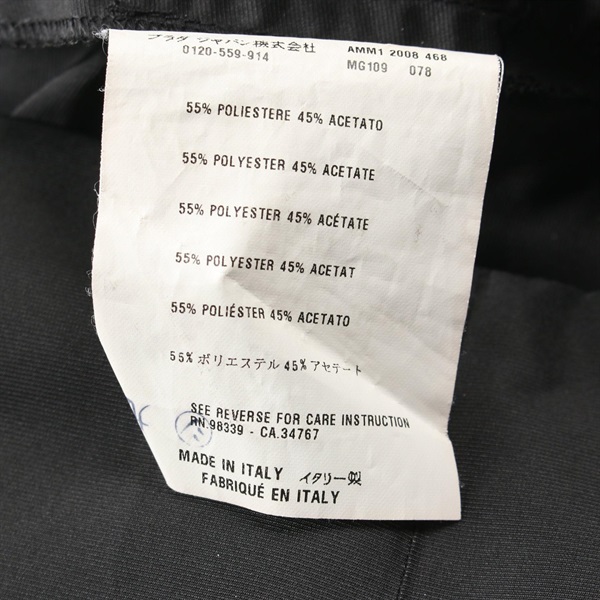 プラダ ジャパン株式会社
0120-559-914
AMM1 2008 468
MG109 078
55% POLIESTERE 45% ACETATO
55% POLYESTER 45% ACETATE
55% POLYESTER 45% ACÉTATE
55% POLYESTER 45% ACETAT
55% POLIÉSTER 45% ACETATO
55% ポリエステル 45% アセテート
SEE REVERSE FOR CARE INSTRUCTION
RN.98339 - CA.34767
MADE IN ITALY イタリー製
FABRIQUÉ EN ITALY